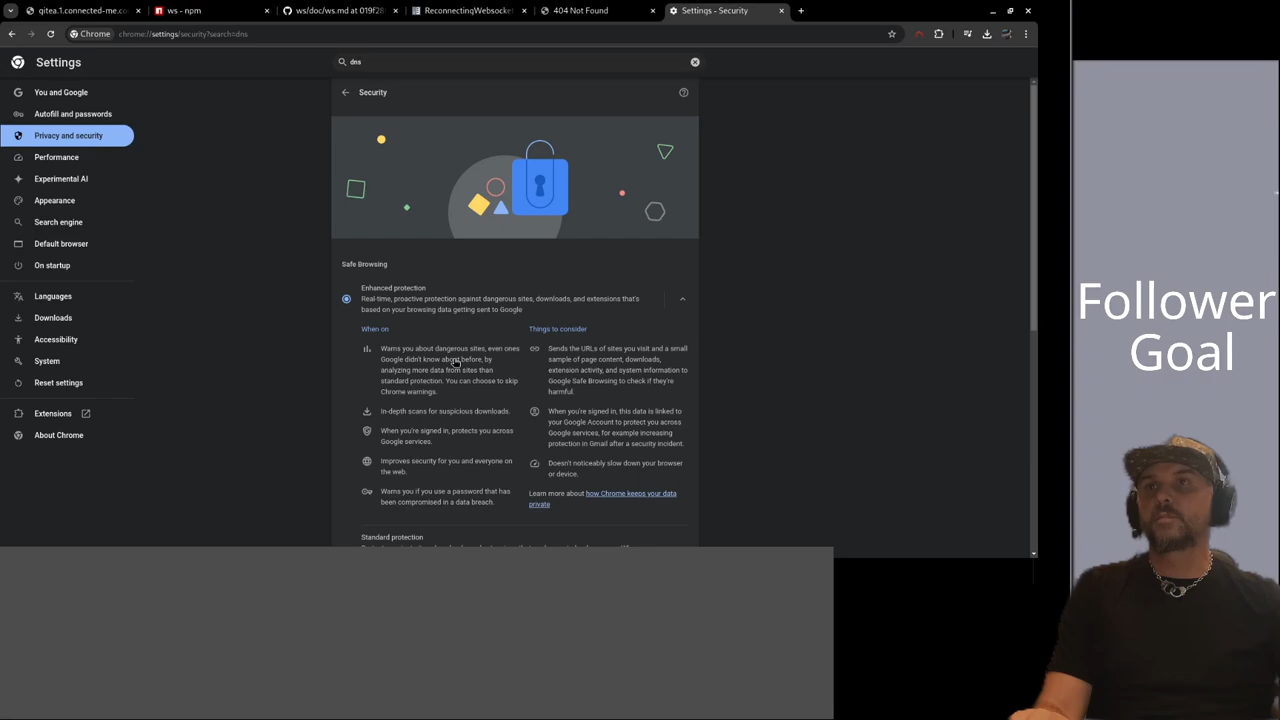 gitea.1.connected-me.co
ws - npm
ws/doc/ws.md at 019f28
ReconnectingWebsocket
404 Not Found
Settings - Security
Chrome
chrome://settings/security?search=dns
Settings
dns
You and Google
Autofill and passwords
Privacy and security
Performance
Experimental AI
Appearance
Search engine
Default browser
On startup
Languages
Downloads
Accessibility
System
Reset settings
Extensions
About Chrome
Security
Safe Browsing
Enhanced protection
Real-time, proactive protection against dangerous sites, downloads, and extensions that's
based on your browsing data getting sent to Google
When on
Warns you about dangerous sites, even ones
Google didn't know about before, by
analyzing more data from sites than
standard protection. You can choose to skip
Chrome warnings.
In-depth scans for suspicious downloads.
When you're signed in, protects you across
Google services.
Improves security for you and everyone on
the web.
Warns you if you use a password that has
been compromised in a data breach.
Things to consider
Sends the URLs of sites you visit and a small
sample of page content, downloads,
extension activity, and system information to
Google Safe Browsing to check if they're
harmful.
When you're signed in, this data is linked to
your Google Account to protect you across
Google services, for example increasing
protection in Gmail after a security incident.
Doesn't noticeably slow down your browser
or device.
Learn more about how Chrome keeps your data
private
Standard protection
Follower
Goal